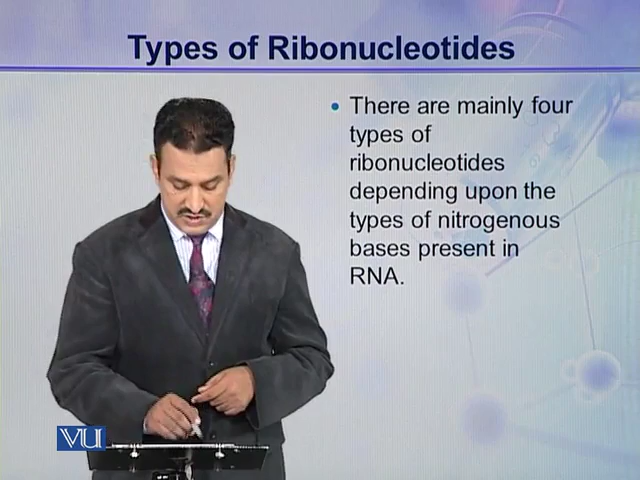 Types of Ribonucleotides
• There are mainly four
types of
ribonucleotides
depending upon the
types of nitrogenous
bases present in
RNA.
VU